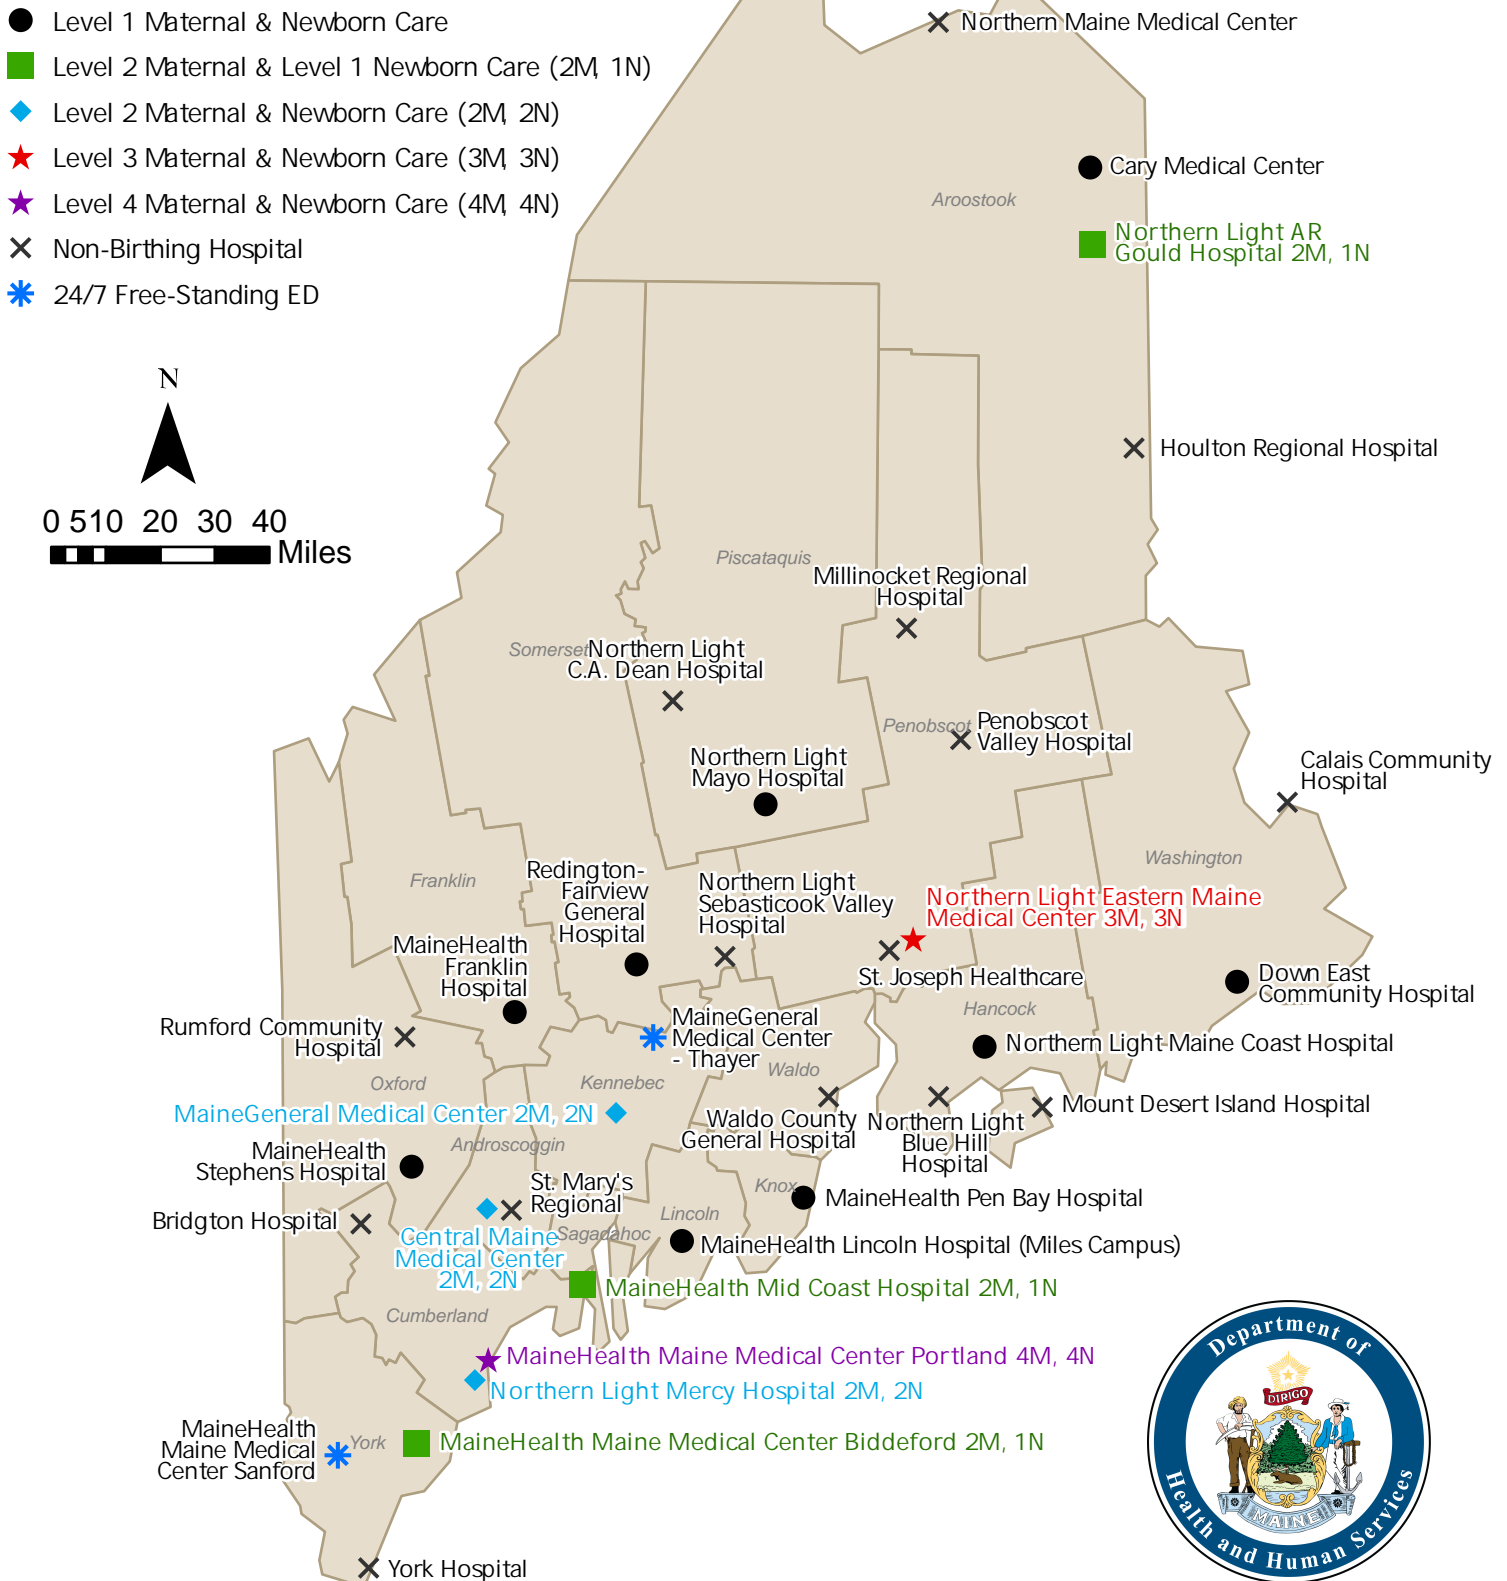 Level 1 Maternal & Newborn Care
Level 2 Maternal & Level 1 Newborn Care (2M, 1N)
Level 2 Maternal & Newborn Care (2M, 2N)
Level 3 Maternal & Newborn Care (3M, 3N)
Level 4 Maternal & Newborn Care (4M, 4N)
Non-Birthing Hospital
24/7 Free-Standing ED
N
0 5 10 20 30 40
Miles
Northern Maine Medical Center
Cary Medical Center
Aroostook
Northern Light AR
Gould Hospital 2M, 1N
Houlton Regional Hospital
Piscataquis
Millinocket Regional
Hospital
Somerset
Northern Light
C.A. Dean Hospital
Penobscot
Penobscot
Valley Hospital
Northern Light
Mayo Hospital
Calais Community
Hospital
Washington
Franklin
Redington-
Fairview
General
Hospital
Northern Light
Sebasticook Valley
Hospital
Northern Light Eastern Maine
Medical Center 3M, 3N
MaineHealth
Franklin
Hospital
St. Joseph Healthcare
Down East
Community Hospital
Hancock
Rumford Community
Hospital
MaineGeneral
Medical Center
- Thayer
Northern Light Maine Coast Hospital
Oxford
Kennebec
Waldo
MaineGeneral Medical Center 2M, 2N
Waldo County
General Hospital
Northern Light
Blue Hill
Hospital
Mount Desert Island Hospital
Androscoggin
MaineHealth
Stephens Hospital
St. Mary's
Regional
Knox
MaineHealth Pen Bay Hospital
Bridgton Hospital
Lincoln
Sagadahoc
Central Maine
Medical Center
2M, 2N
MaineHealth Lincoln Hospital (Miles Campus)
MaineHealth Mid Coast Hospital 2M, 1N
Cumberland
MaineHealth Maine Medical Center Portland 4M, 4N
Northern Light Mercy Hospital 2M, 2N
MaineHealth
Maine Medical
Center Sanford
York
MaineHealth Maine Medical Center Biddeford 2M, 1N
York Hospital
Department of
Health and Human Services
DIRIGO
MAINE